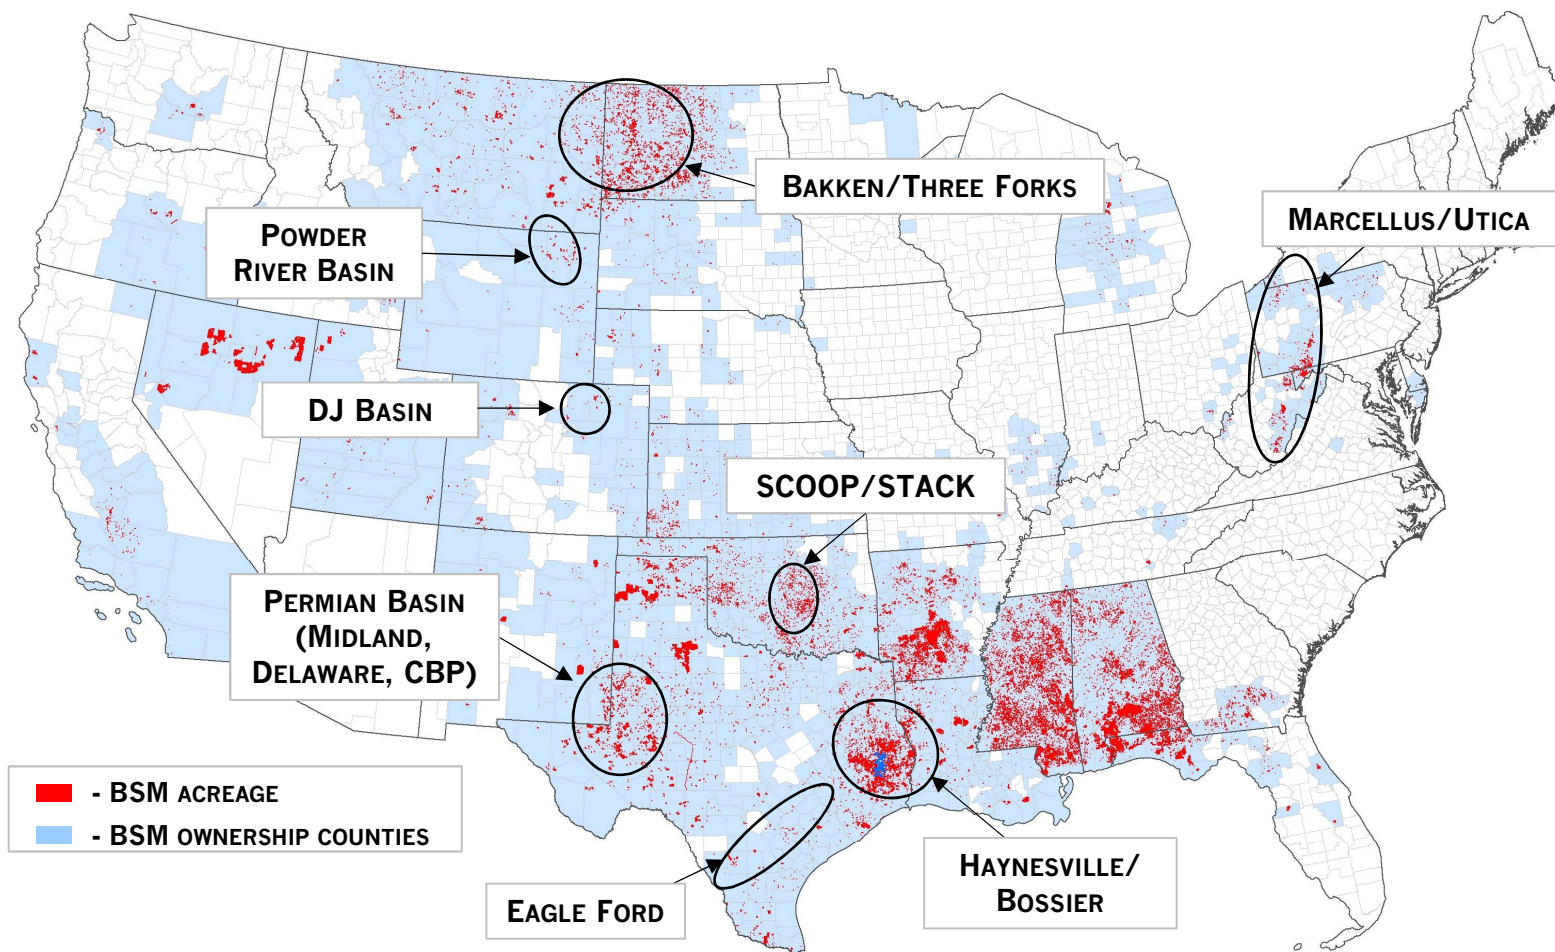 Bakken/Three Forks
Marcellus/Utica
Powder
River Basin
DJ Basin
SCOOP/STACK
Permian Basin
(Midland,
Delaware, CBP)
- BSM acreage
- BSM ownership counties
Haynesville/
Bossier
Eagle Ford